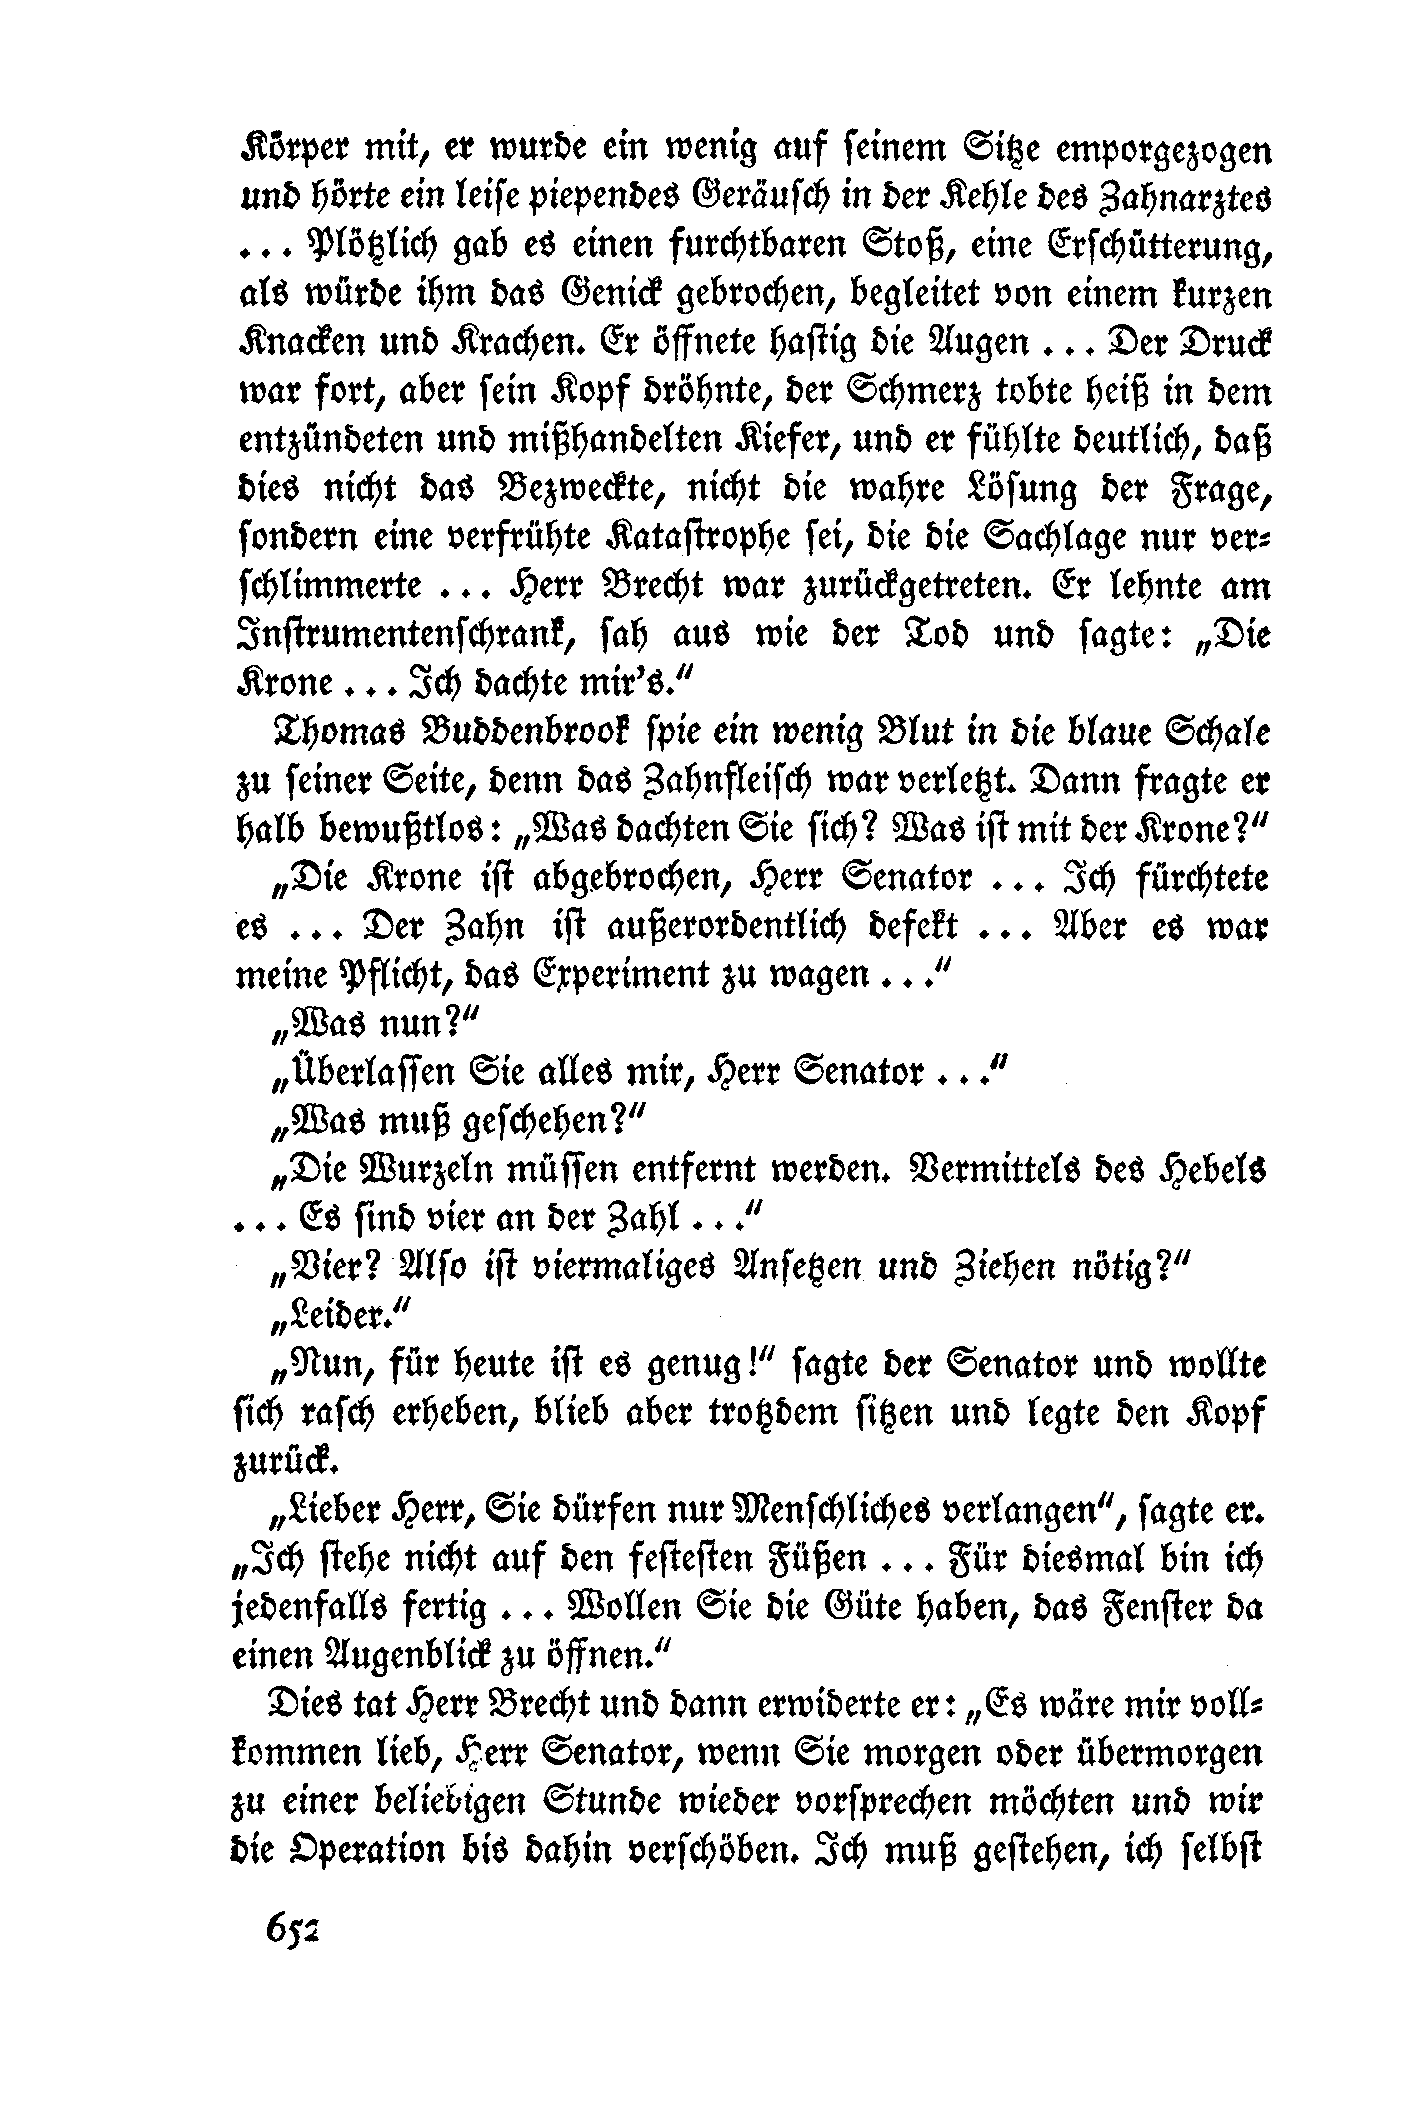 Körper mit, er wurde ein wenig auf seinem Sitze emporgezogen
und hörte ein leise piependes Geräusch in der Kehle des Zahnarztes
... Plötzlich gab es einen furchtbaren Stoß, eine Erschütterung,
als würde ihm das Genick gebrochen, begleitet von einem kurzen
Knacken und Krachen. Er öffnete hastig die Augen ... Der Druck
war fort, aber sein Kopf dröhnte, der Schmerz tobte heiß in dem
entzündeten und mißhandelten Kiefer, und er fühlte deutlich, daß
dies nicht das Bezweckte, nicht die wahre Lösung der Frage,
sondern eine verfrühte Katastrophe sei, die die Sachlage nur ver-
schlimmerte ... Herr Brecht war zurückgetreten. Er lehnte am
Instrumentenschrank, sah aus wie der Tod und sagte: „Die
Krone ... Ich dachte mir's.“
Thomas Buddenbrook spie ein wenig Blut in die blaue Schale
zu seiner Seite, denn das Zahnfleisch war verletzt. Dann fragte er
halb bewußtlos: „Was dachten Sie sich? Was ist mit der Krone?“
„Die Krone ist abgebrochen, Herr Senator ... Ich fürchtete
es ... Der Zahn ist außerordentlich defekt ... Aber es war
meine Pflicht, das Experiment zu wagen ...“
„Was nun?“
„Überlassen Sie alles mir, Herr Senator ...“
„Was muß geschehen?“
„Die Wurzeln müssen entfernt werden. Vermittels des Hebels
... Es sind vier an der Zahl ...“
„Vier? Also ist viermaliges Ansetzen und Ziehen nötig?“
„Leider.“
„Nun, für heute ist es genug!“ sagte der Senator und wollte
sich rasch erheben, blieb aber trotzdem sitzen und legte den Kopf
zurück.
„Lieber Herr, Sie dürfen nur Menschliches verlangen“, sagte er.
„Ich stehe nicht auf den festesten Füßen ... Für diesmal bin ich
jedenfalls fertig ... Wollen Sie die Güte haben, das Fenster da
einen Augenblick zu öffnen.“
Dies tat Herr Brecht und dann erwiderte er: „Es wäre mir voll-
kommen lieb, Herr Senator, wenn Sie morgen oder übermorgen
zu einer beliebigen Stunde wieder vorsprechen möchten und wir
die Operation bis dahin verschöben. Ich muß gestehen, ich selbst
652